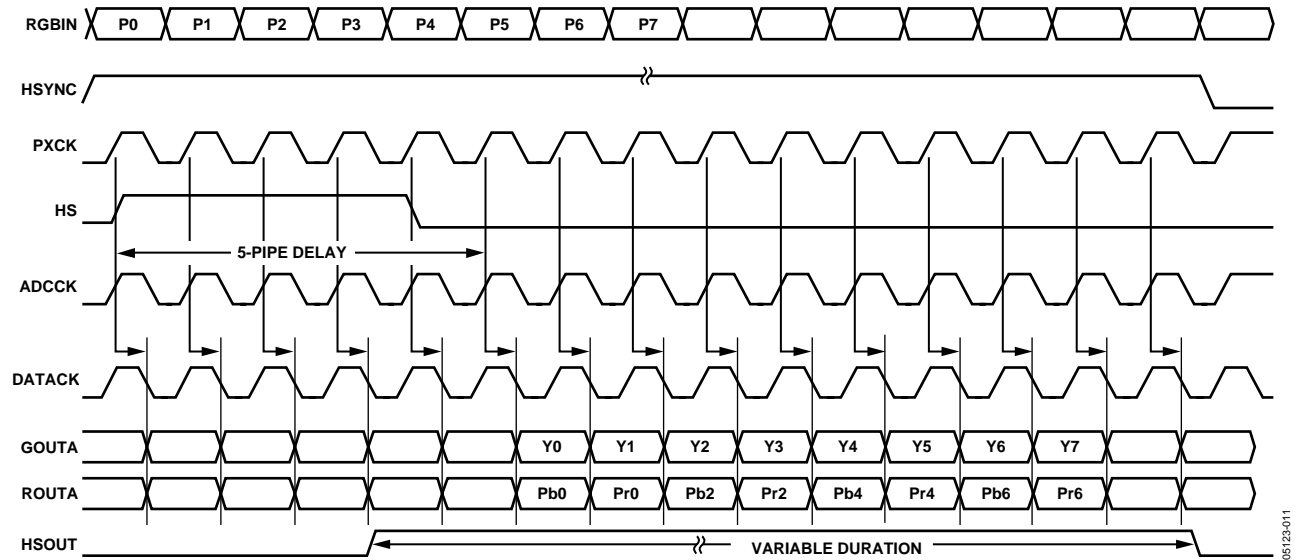 RGBIN P0 P1 P2 P3 P4 P5 P6 P7
HSYNC
PXCK
HS
5-PIPE DELAY
ADCCK
DATACK
GOUTA Y0 Y1 Y2 Y3 Y4 Y5 Y6 Y7
ROUTA Pb0 Pr0 Pb2 Pr2 Pb4 Pr4 Pb6 Pr6
HSOUT VARIABLE DURATION
05123-011